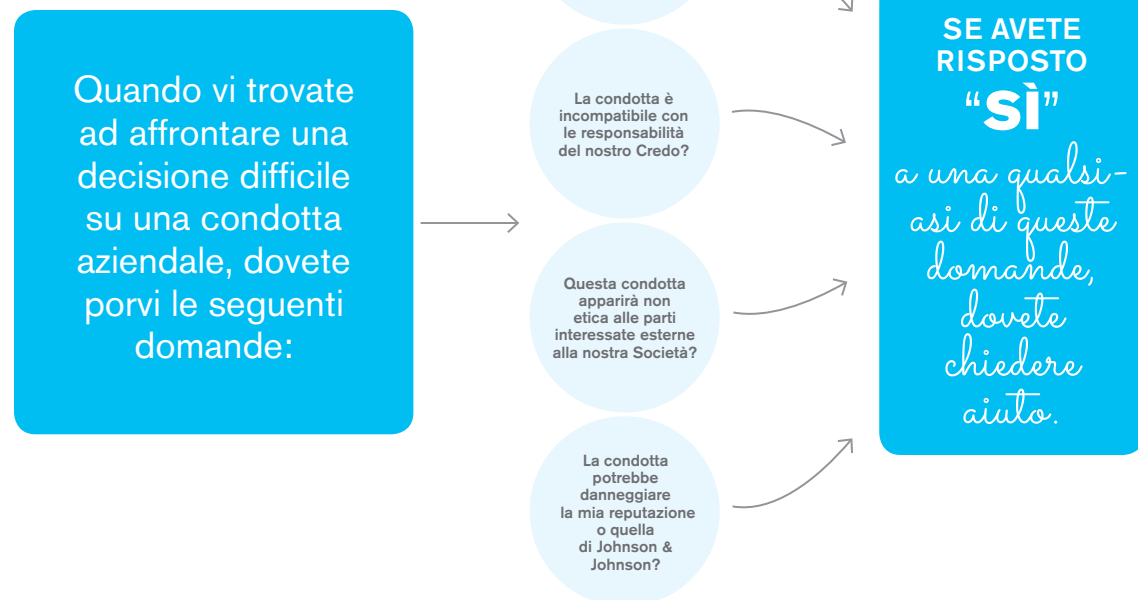 Quando vi trovate
ad affrontare una
decisione difficile
su una condotta
aziendale, dovete
porvi le seguenti
domande:
La condotta è
incompatibile con
le responsabilità
del nostro Credo?
Questa condotta
apparirà non
etica alle parti
interessate esterne
alla nostra Società?
La condotta
potrebbe
danneggiare
la mia reputazione
o quella
di Johnson &
Johnson?
SE AVETE
RISPOSTO
“SÌ”
a una qualsi-
asi di queste
domande,
dovete
chiedere
aiuto.